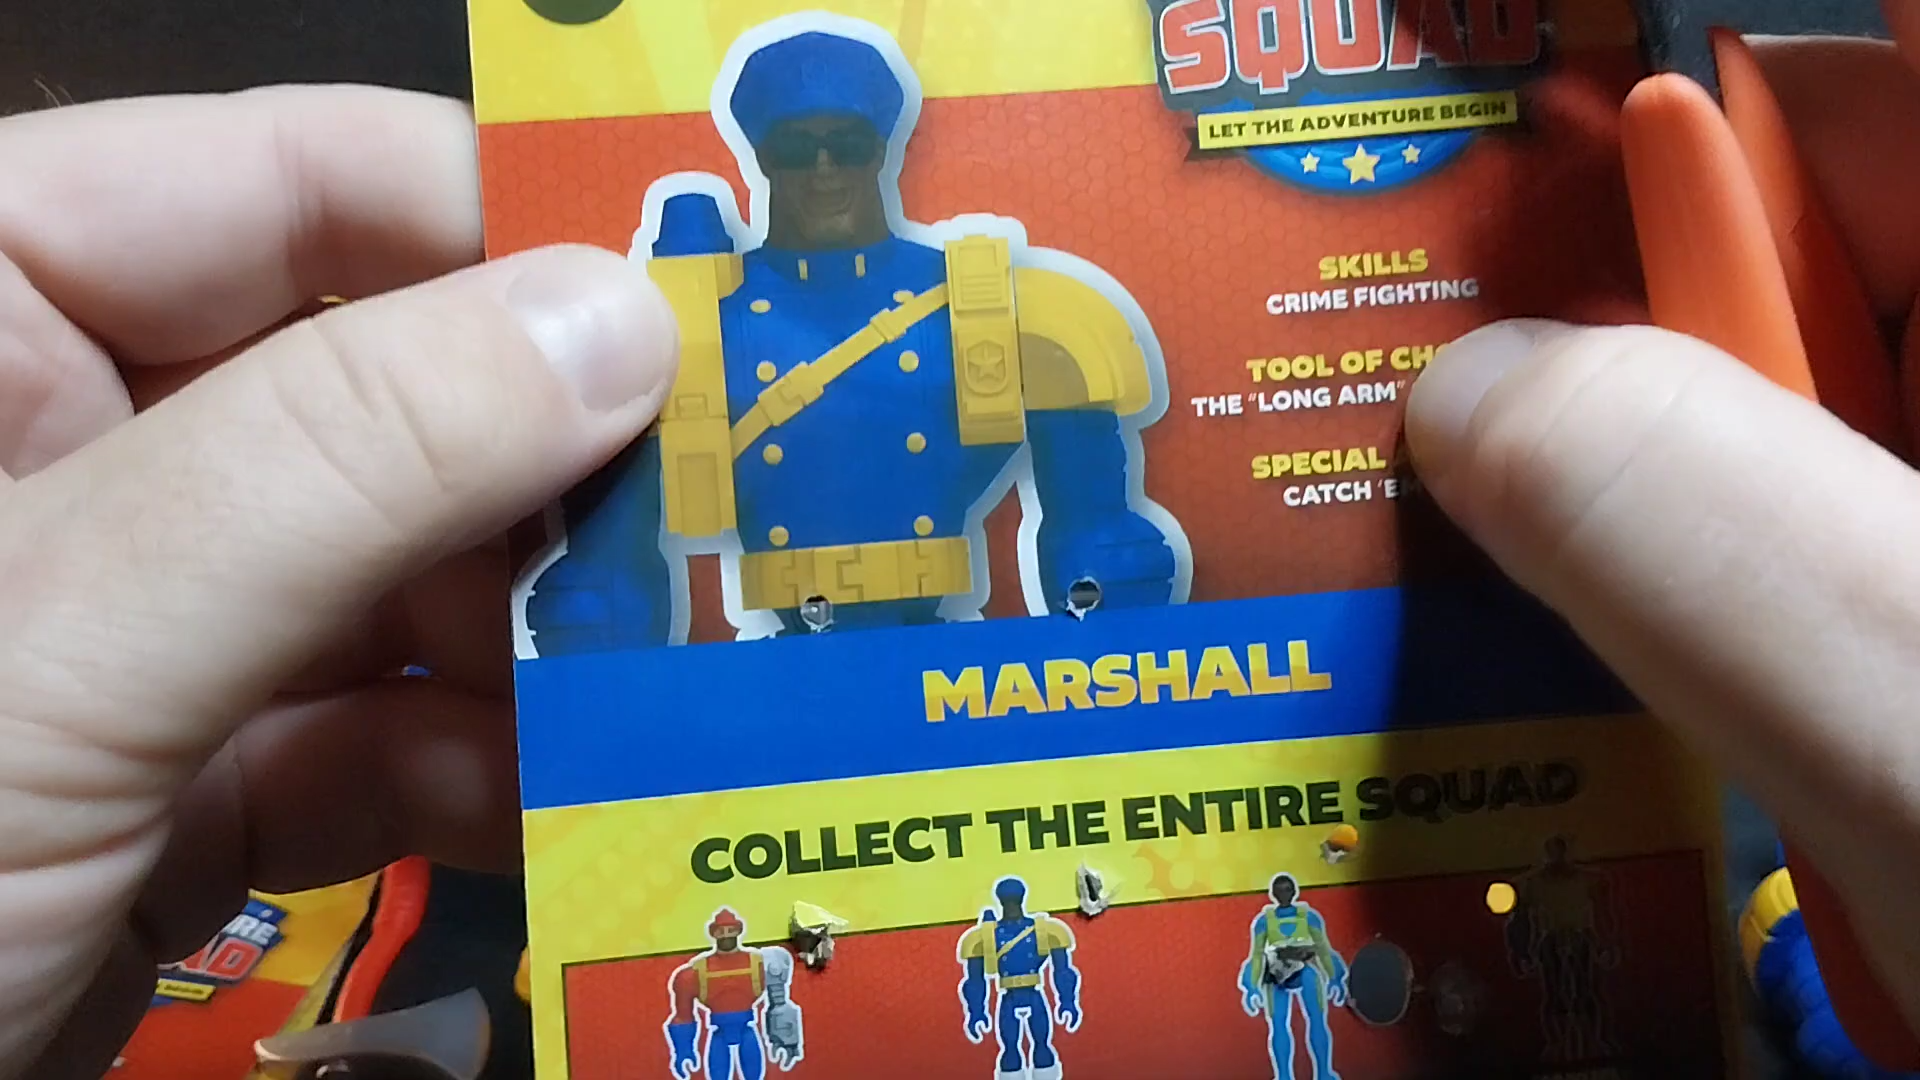 SQUAD
LET THE ADVENTURE BEGIN
SKILLS
CRIME FIGHTING
TOOL OF
THE "LONG ARM"
SPECIAL
CATCH
MARSHALL
COLLECT THE ENTIRE SQUAD